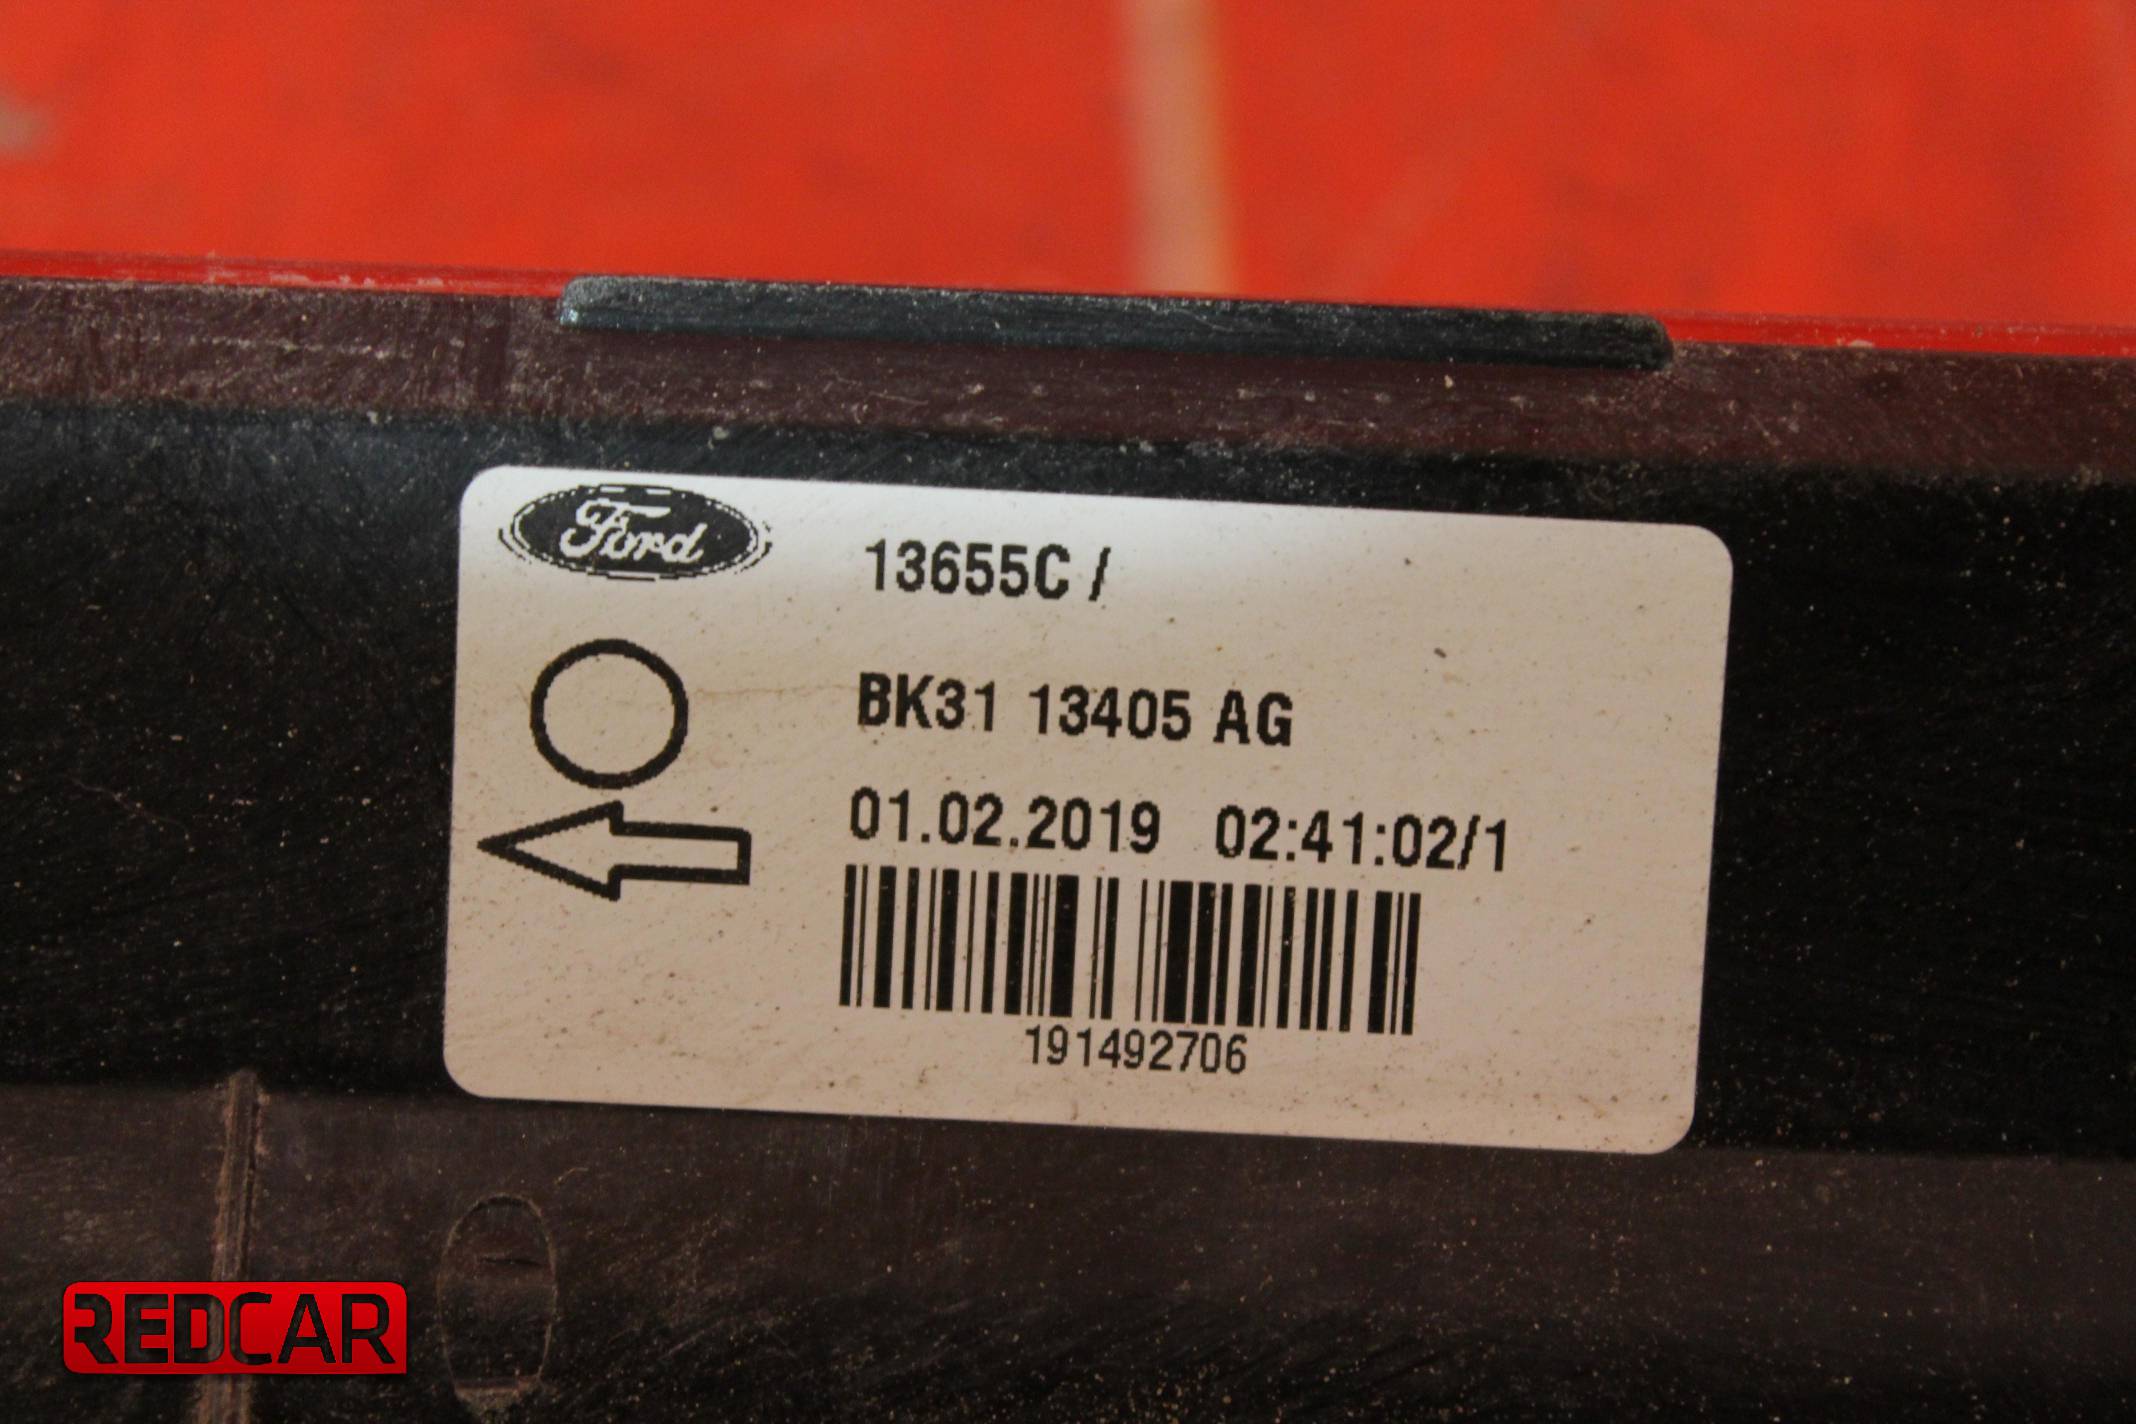 Ford
13655C /
BK31 13405 AG
01.02.2019 02:41:02/1
191492706
REDCAR